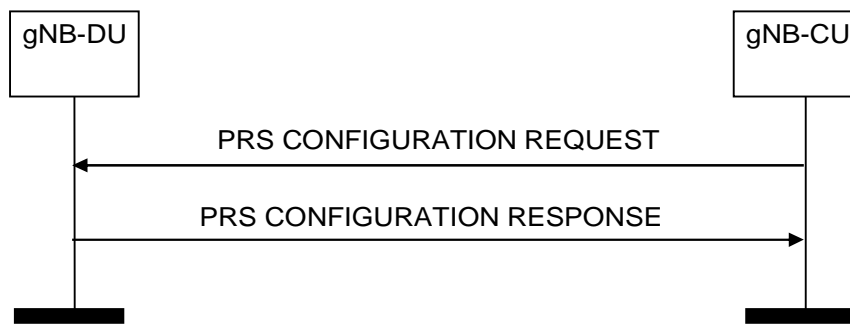 gNB-DU
gNB-CU
PRS CONFIGURATION REQUEST
PRS CONFIGURATION RESPONSE